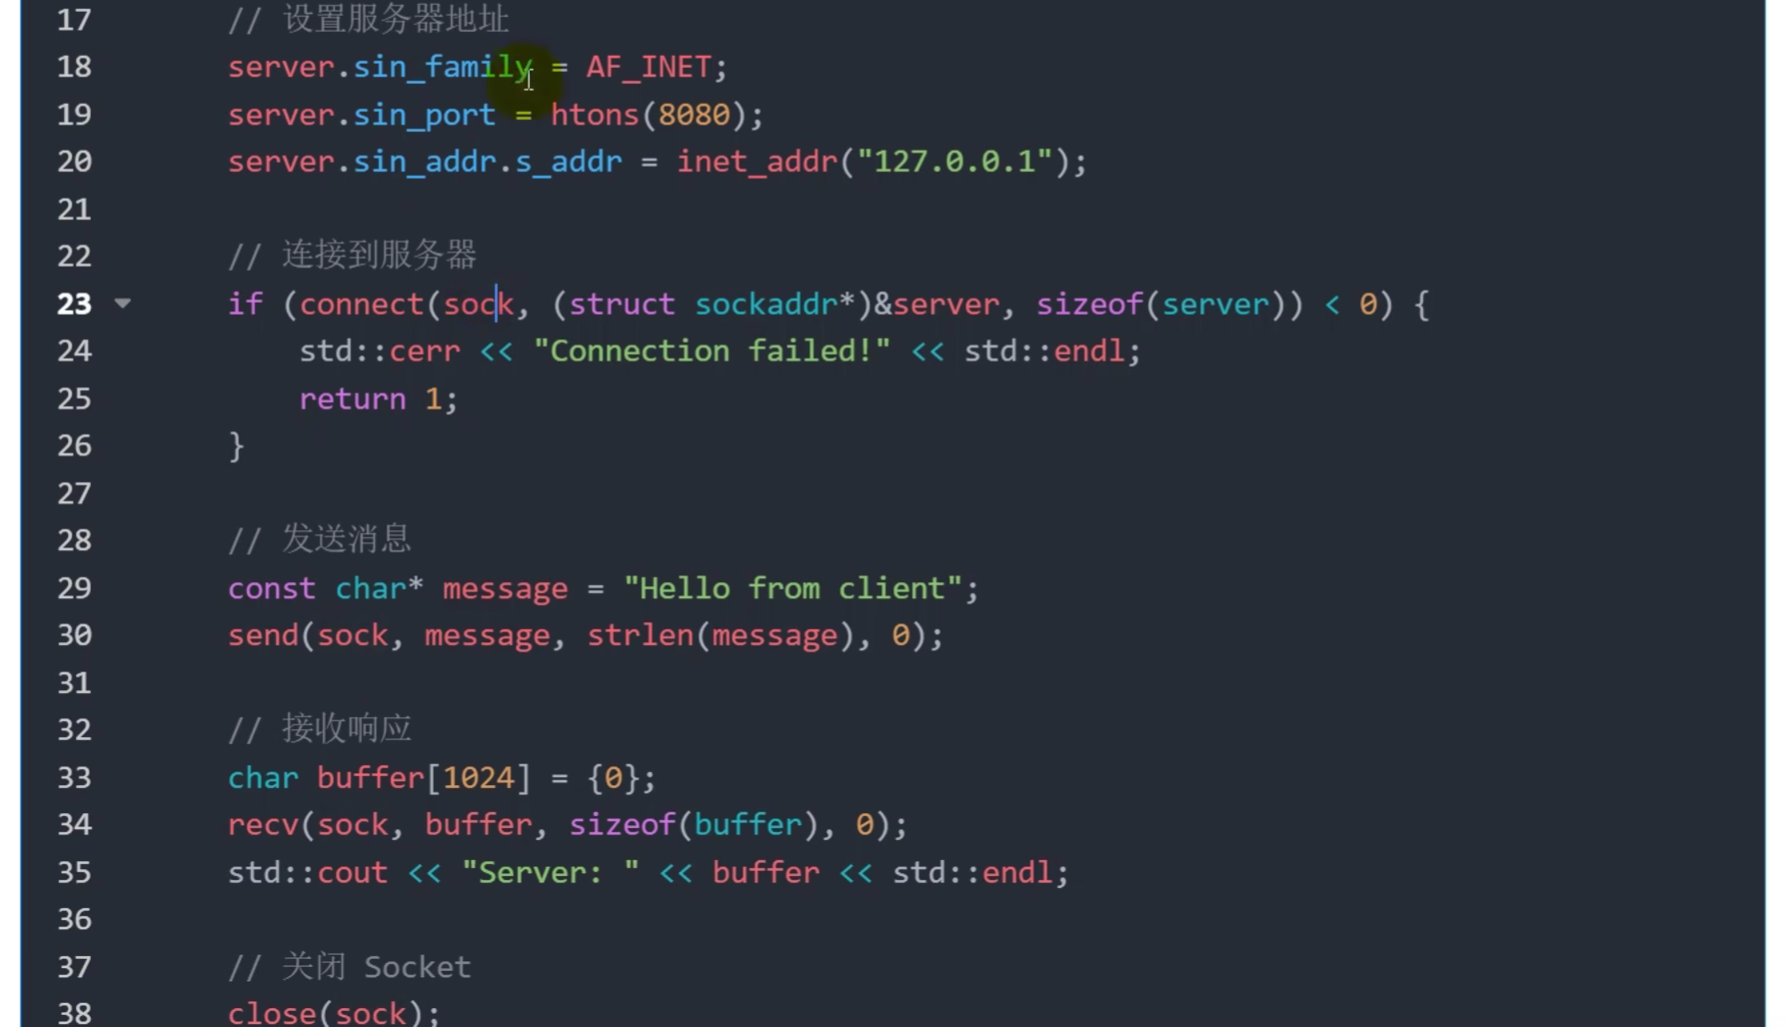 17 // 设置服务器地址
18 server.sin_family = AF_INET;
19 server.sin_port = htons(8080);
20 server.sin_addr.s_addr = inet_addr("127.0.0.1");
21
22 // 连接到服务器
23 if (connect(sock, (struct sockaddr*)&server, sizeof(server)) < 0) {
24 std::cerr << "Connection failed!" << std::endl;
25 return 1;
26 }
27
28 // 发送消息
29 const char* message = "Hello from client";
30 send(sock, message, strlen(message), 0);
31
32 // 接收响应
33 char buffer[1024] = {0};
34 recv(sock, buffer, sizeof(buffer), 0);
35 std::cout << "Server: " << buffer << std::endl;
36
37 // 关闭 Socket
38 close(sock);